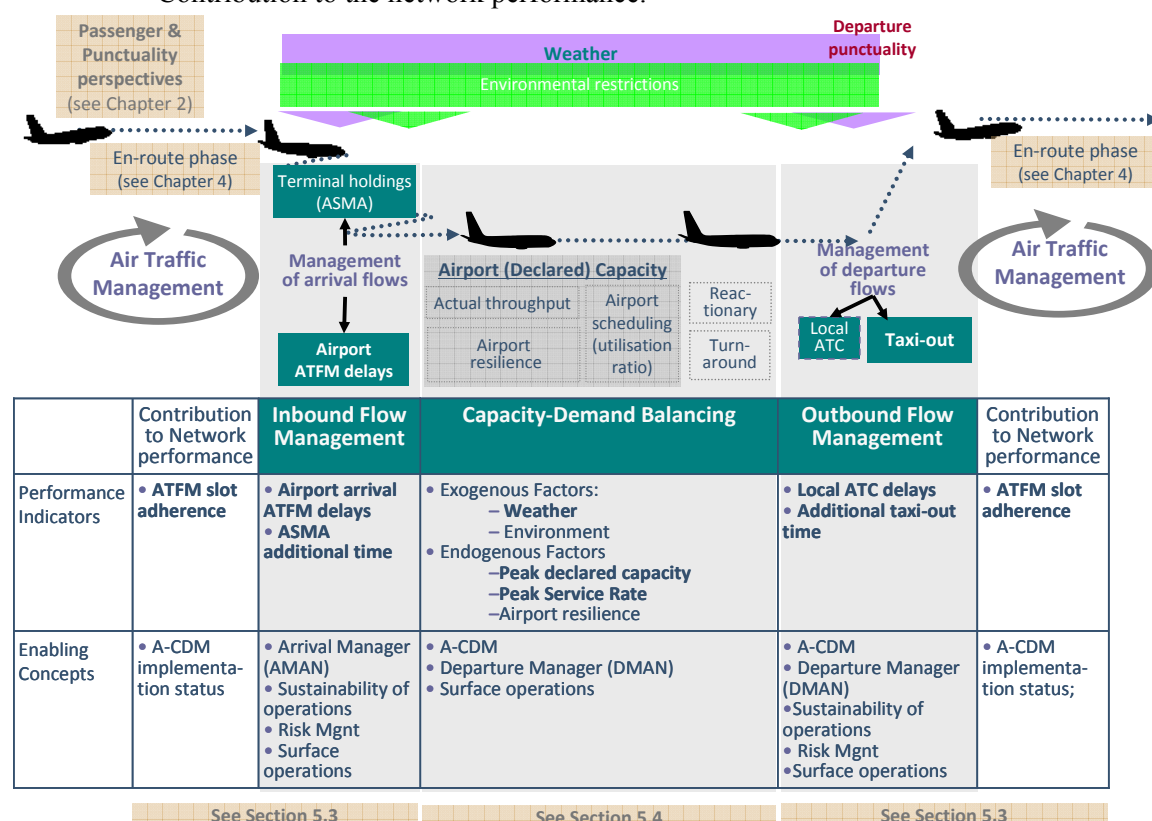 Contribution to the network performance.
Passenger &
Punctuality
perspectives
(see Chapter 2)
Weather
Departure
punctuality
Environmental restrictions
En-route phase
(see Chapter 4)
Terminal holdings
(ASMA)
En-route phase
(see Chapter 4)
Air Traffic
Management
Management
of arrival flows
Airport
ATFM delays
Airport (Declared) Capacity
Actual throughput
Airport
resilience
Airport
scheduling
(utilisation
ratio)
Reac-
tionary
Turn-
around
Management
of departure
flows
Local
ATC
Taxi-out
Air Traffic
Management
Contribution
to Network
performance
Inbound Flow
Management
Capacity-Demand Balancing
Outbound Flow
Management
Contribution
to Network
performance
Performance
Indicators
• ATFM slot
adherence
• Airport arrival
ATFM delays
• ASMA
additional time
• Exogenous Factors:
– Weather
– Environment
• Endogenous Factors
–Peak declared capacity
–Peak Service Rate
–Airport resilience
• Local ATC delays
• Additional taxi-out
time
• ATFM slot
adherence
Enabling
Concepts
• A-CDM
implementa-
tion status
• Arrival Manager
(AMAN)
• Sustainability of
operations
• Risk Mgnt
• Surface
operations
• A-CDM
• Departure Manager (DMAN)
• Surface operations
• A-CDM
• Departure Manager
(DMAN)
•Sustainability of
operations
• Risk Mgnt
•Surface operations
• A-CDM
implementa-
tion status;
See Section 5.3
See Section 5.4
See Section 5.3